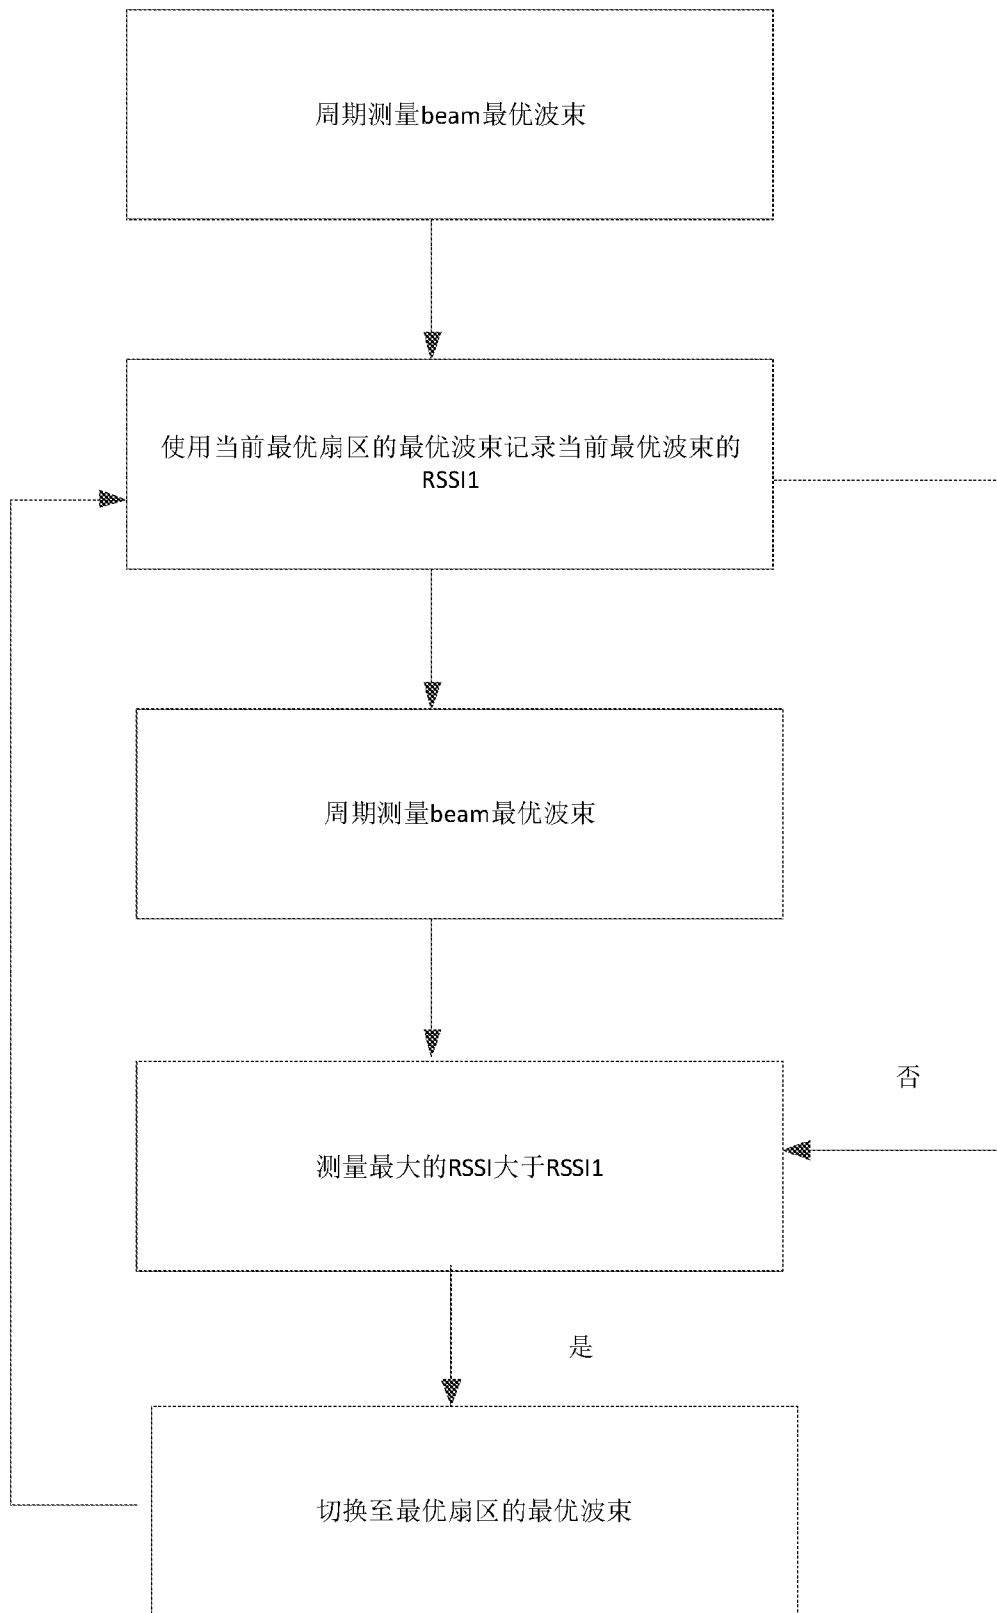 周期测量beam最优波束
使用当前最优扇区的最优波束记录当前最优波束的
RSSI1
周期测量beam最优波束
否
测量最大的RSSI大于RSSI1
是
切换至最优扇区的最优波束